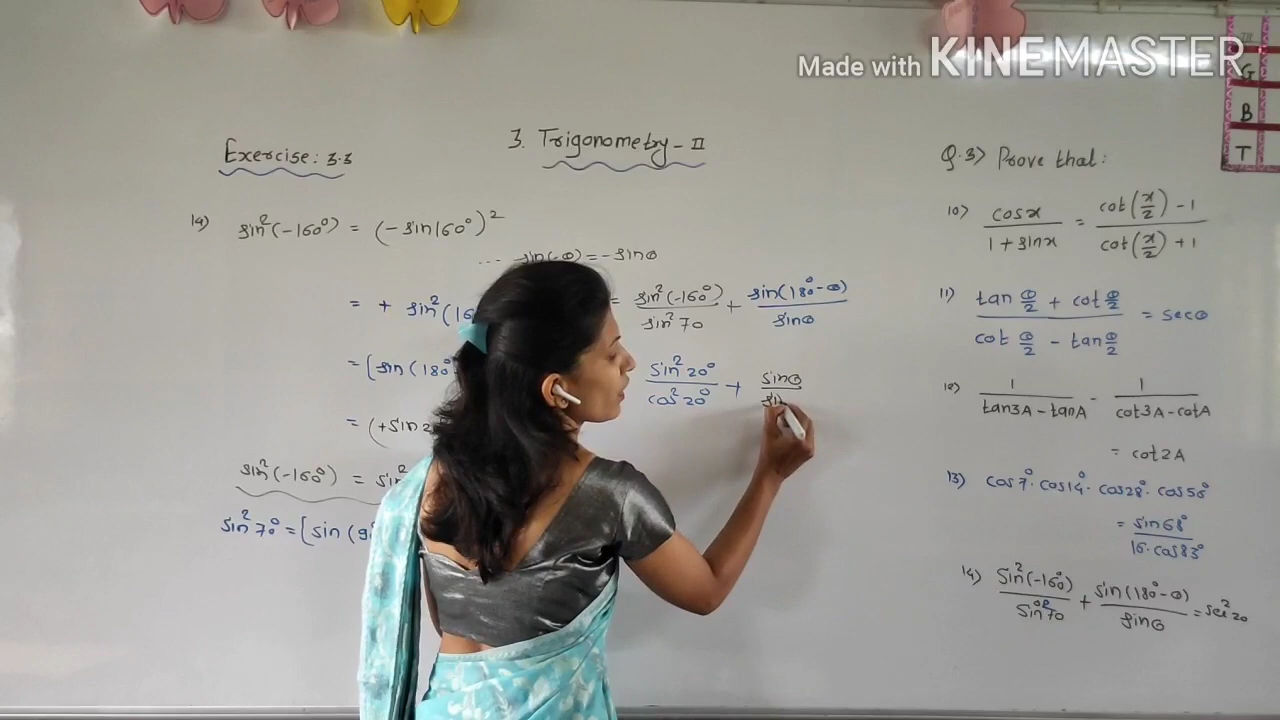 Made with KINEMASTER
G
B
T
3. Trigonometry - II
Exercise: 3.3
14) sin²(-160°) = (-sin160°)²
... sin(-θ) = -sinθ
= + sin²(16
= [sin(180°
= (+sin 2
sin²(-160°) = sin²
sin²70° = [sin(9
= sin²(-160°)/sin²70 + sin(180°-θ)/sinθ
sin²20°/cos²20° + sinθ/sin
Q.3) Prove that:
10) cosx/(1 + sinx) = (cot(x/2) - 1)/(cot(x/2) + 1)
11) (tan θ/2 + cot θ/2)/(cot θ/2 - tan θ/2) = secθ
12) 1/(tan3A - tanA) - 1/(cot3A - cotA)
= cot2A
13) cos7°· cos14°· cos28°· cos56°
= sin68°/(16·cos83°)
14) sin²(-160°)/sin²70 + sin(180°-θ)/sinθ = sec²20